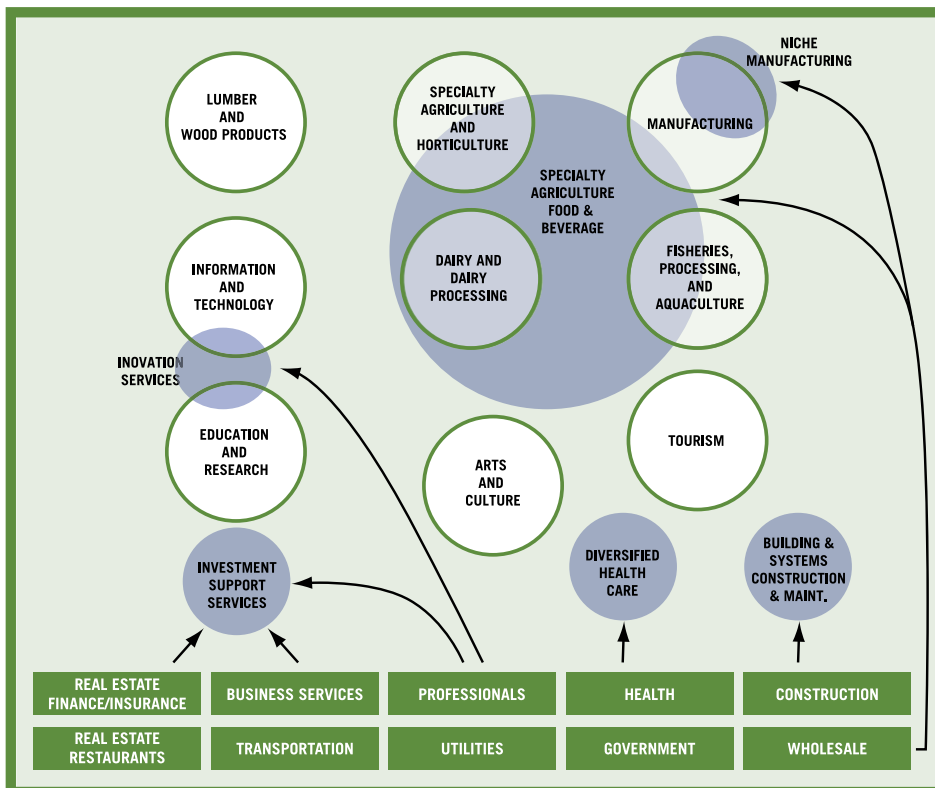 NICHE
MANUFACTURING
LUMBER
AND
WOOD PRODUCTS
SPECIALTY
AGRICULTURE
AND
HORTICULTURE
MANUFACTURING
SPECIALTY
AGRICULTURE
FOOD &
BEVERAGE
INFORMATION
AND
TECHNOLOGY
DAIRY AND
DAIRY
PROCESSING
FISHERIES,
PROCESSING,
AND
AQUACULTURE
INOVATION
SERVICES
EDUCATION
AND
RESEARCH
ARTS
AND
CULTURE
TOURISM
INVESTMENT
SUPPORT
SERVICES
DIVERSIFIED
HEALTH
CARE
BUILDING &
SYSTEMS
CONSTRUCTION
& MAINT.
REAL ESTATE
FINANCE/INSURANCE
BUSINESS SERVICES
PROFESSIONALS
HEALTH
CONSTRUCTION
REAL ESTATE
RESTAURANTS
TRANSPORTATION
UTILITIES
GOVERNMENT
WHOLESALE